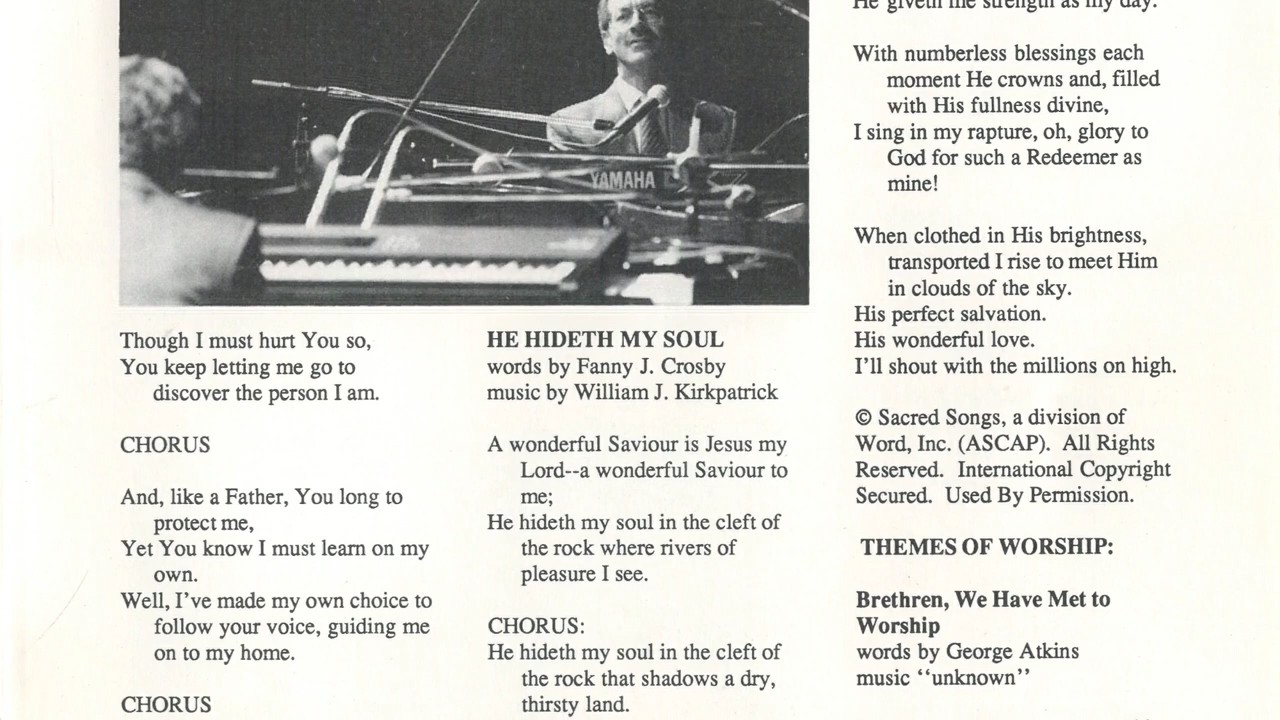 YAMAHA
Though I must hurt You so,
You keep letting me go to
discover the person I am.
CHORUS
And, like a Father, You long to
protect me,
Yet You know I must learn on my
own.
Well, I've made my own choice to
follow your voice, guiding me
on to my home.
CHORUS
HE HIDETH MY SOUL
words by Fanny J. Crosby
music by William J. Kirkpatrick
A wonderful Saviour is Jesus my
Lord--a wonderful Saviour to
me;
He hideth my soul in the cleft of
the rock where rivers of
pleasure I see.
CHORUS:
He hideth my soul in the cleft of
the rock that shadows a dry,
thirsty land.
He giveth me strength as my day.
With numberless blessings each
moment He crowns and, filled
with His fullness divine,
I sing in my rapture, oh, glory to
God for such a Redeemer as
mine!
When clothed in His brightness,
transported I rise to meet Him
in clouds of the sky.
His perfect salvation.
His wonderful love.
I'll shout with the millions on high.
© Sacred Songs, a division of
Word, Inc. (ASCAP). All Rights
Reserved. International Copyright
Secured. Used By Permission.
THEMES OF WORSHIP:
Brethren, We Have Met to
Worship
words by George Atkins
music "unknown"